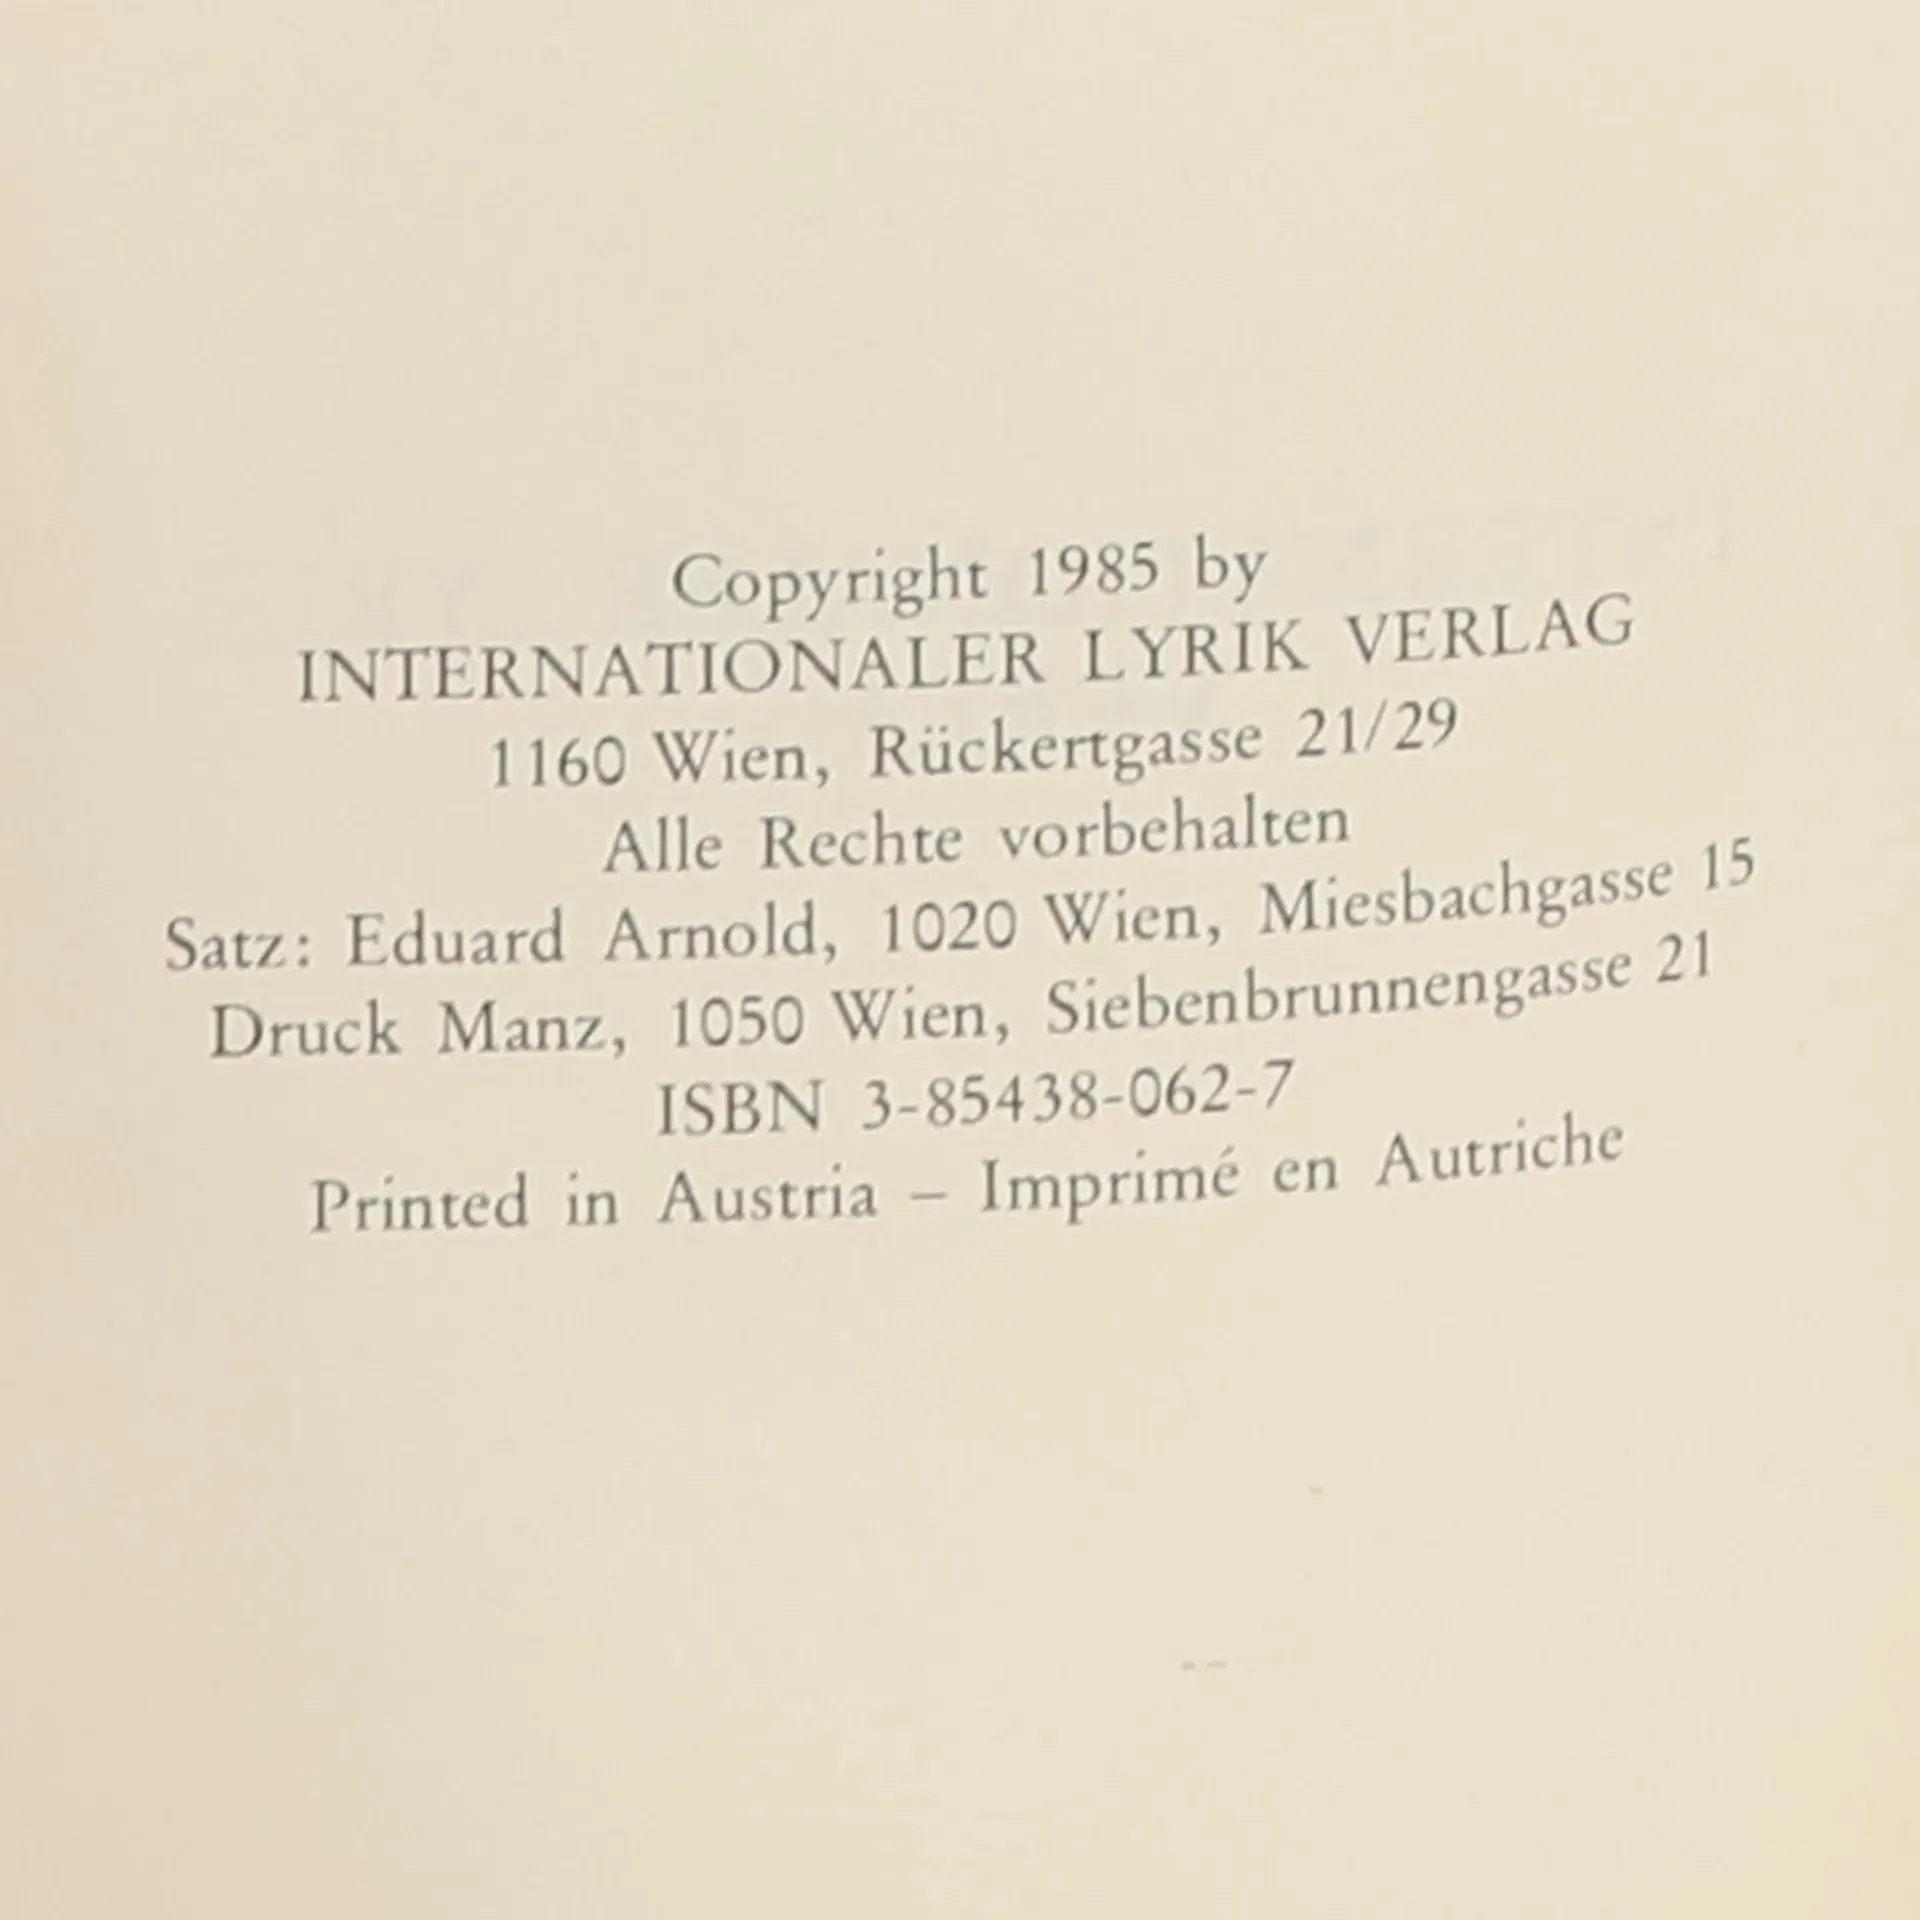 Copyright 1985 by
INTERNATIONALER LYRIK VERLAG
1160 Wien, Rückertgasse 21/29
Alle Rechte vorbehalten
Satz: Eduard Arnold, 1020 Wien, Miesbachgasse 15
Druck Manz, 1050 Wien, Siebenbrunnengasse 21
ISBN 3-85438-062-7
Printed in Austria – Imprimé en Autriche